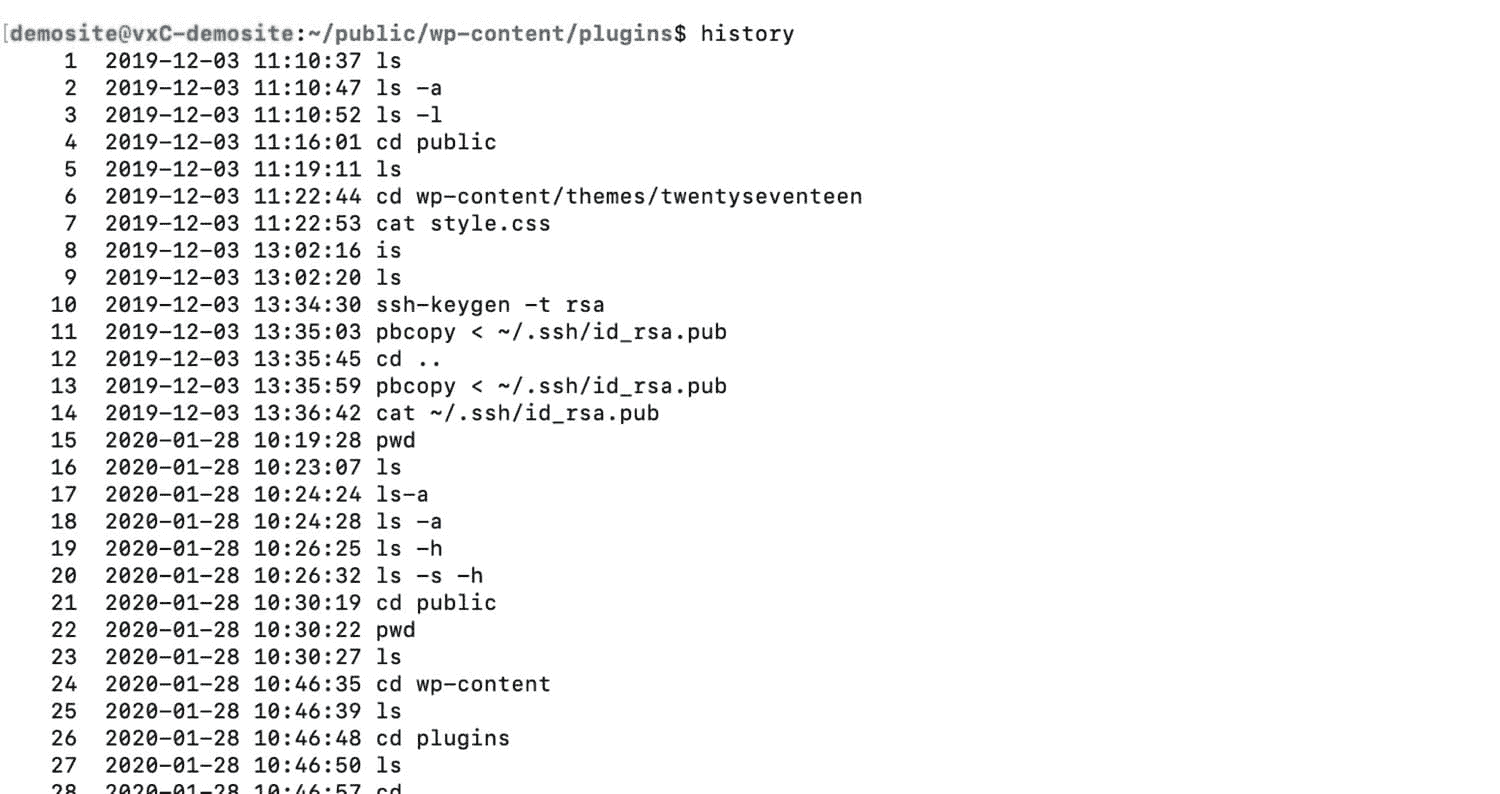 [demosite@vxC-demosite:~/public/wp-content/plugins$ history
1 2019-12-03 11:10:37 ls
2 2019-12-03 11:10:47 ls -a
3 2019-12-03 11:10:52 ls -l
4 2019-12-03 11:16:01 cd public
5 2019-12-03 11:19:11 ls
6 2019-12-03 11:22:44 cd wp-content/themes/twentyseventeen
7 2019-12-03 11:22:53 cat style.css
8 2019-12-03 13:02:16 is
9 2019-12-03 13:02:20 ls
10 2019-12-03 13:34:30 ssh-keygen -t rsa
11 2019-12-03 13:35:03 pbcopy < ~/.ssh/id_rsa.pub
12 2019-12-03 13:35:45 cd ..
13 2019-12-03 13:35:59 pbcopy < ~/.ssh/id_rsa.pub
14 2019-12-03 13:36:42 cat ~/.ssh/id_rsa.pub
15 2020-01-28 10:19:28 pwd
16 2020-01-28 10:23:07 ls
17 2020-01-28 10:24:24 ls-a
18 2020-01-28 10:24:28 ls -a
19 2020-01-28 10:26:25 ls -h
20 2020-01-28 10:26:32 ls -s -h
21 2020-01-28 10:30:19 cd public
22 2020-01-28 10:30:22 pwd
23 2020-01-28 10:30:27 ls
24 2020-01-28 10:46:35 cd wp-content
25 2020-01-28 10:46:39 ls
26 2020-01-28 10:46:48 cd plugins
27 2020-01-28 10:46:50 ls
28 2020-01-28 10:46:57 cd